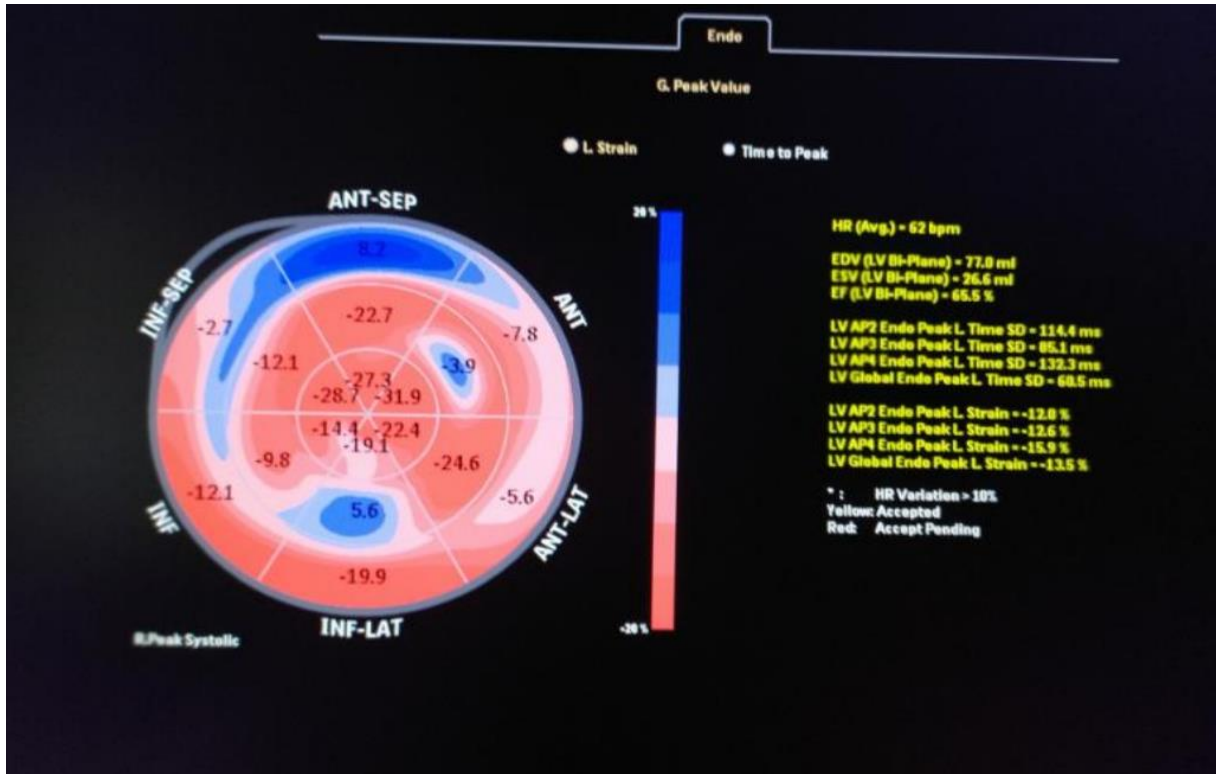 Endo
G. Peak Value
L. Strain
Time to Peak
ANT-SEP
20 %
8.2
HR (Avg.) = 62 bpm
INF-SEP
ANT
EDV (LV Bi-Plane) = 77.0 ml
ESV (LV Bi-Plane) = 26.6 ml
EF (LV Bi-Plane) = 65.5 %
-2.7
-22.7
-7.8
LV AP2 Endo Peak L. Time SD = 114.4 ms
LV AP3 Endo Peak L. Time SD = 85.1 ms
LV AP4 Endo Peak L. Time SD = 132.3 ms
LV Global Endo Peak L. Time SD = 60.5 ms
-12.1
-3.9
-27.3
-28.7
-31.9
LV AP2 Endo Peak L. Strain = -12.0 %
LV AP3 Endo Peak L. Strain = -12.6 %
LV AP4 Endo Peak L. Strain = -15.9 %
LV Global Endo Peak L. Strain = -13.5 %
-14.4
-22.4
-19.1
-9.8
-24.6
-12.1
-5.6
* : HR Variation > 10%
Yellow: Accepted
Red: Accept Pending
INF
5.6
ANT-LAT
-19.9
INF-LAT
-20 %
R.Peak Systolic